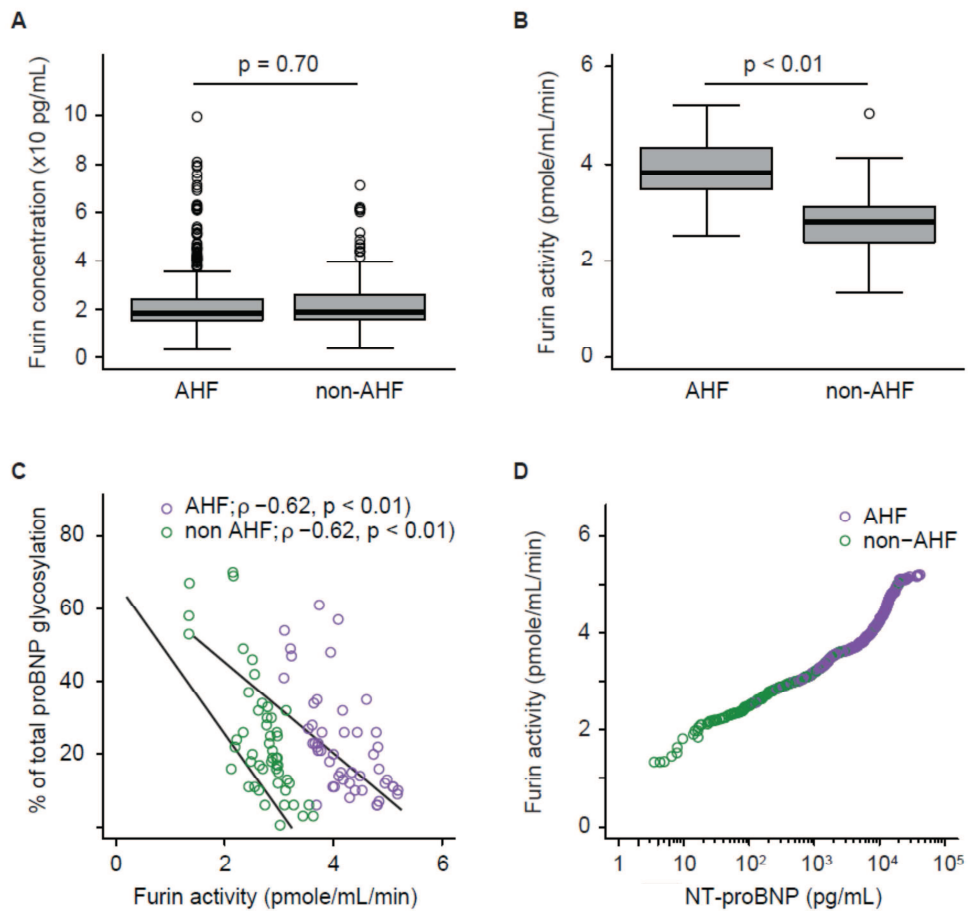 A
p = 0.70
Furin concentration (x10 pg/mL)
10
8
6
4
2
0
AHF non-AHF
B
p < 0.01
Furin activity (pmole/mL/min)
6
4
2
0
AHF non-AHF
C
AHF; ρ −0.62, p < 0.01)
non AHF; ρ −0.62, p < 0.01)
% of total proBNP glycosylation
80
60
40
20
0 2 4 6
Furin activity (pmole/mL/min)
D
AHF
non−AHF
Furin activity (pmole/mL/min)
6
4
2
0
1 10 10² 10³ 10⁴ 10⁵
NT-proBNP (pg/mL)